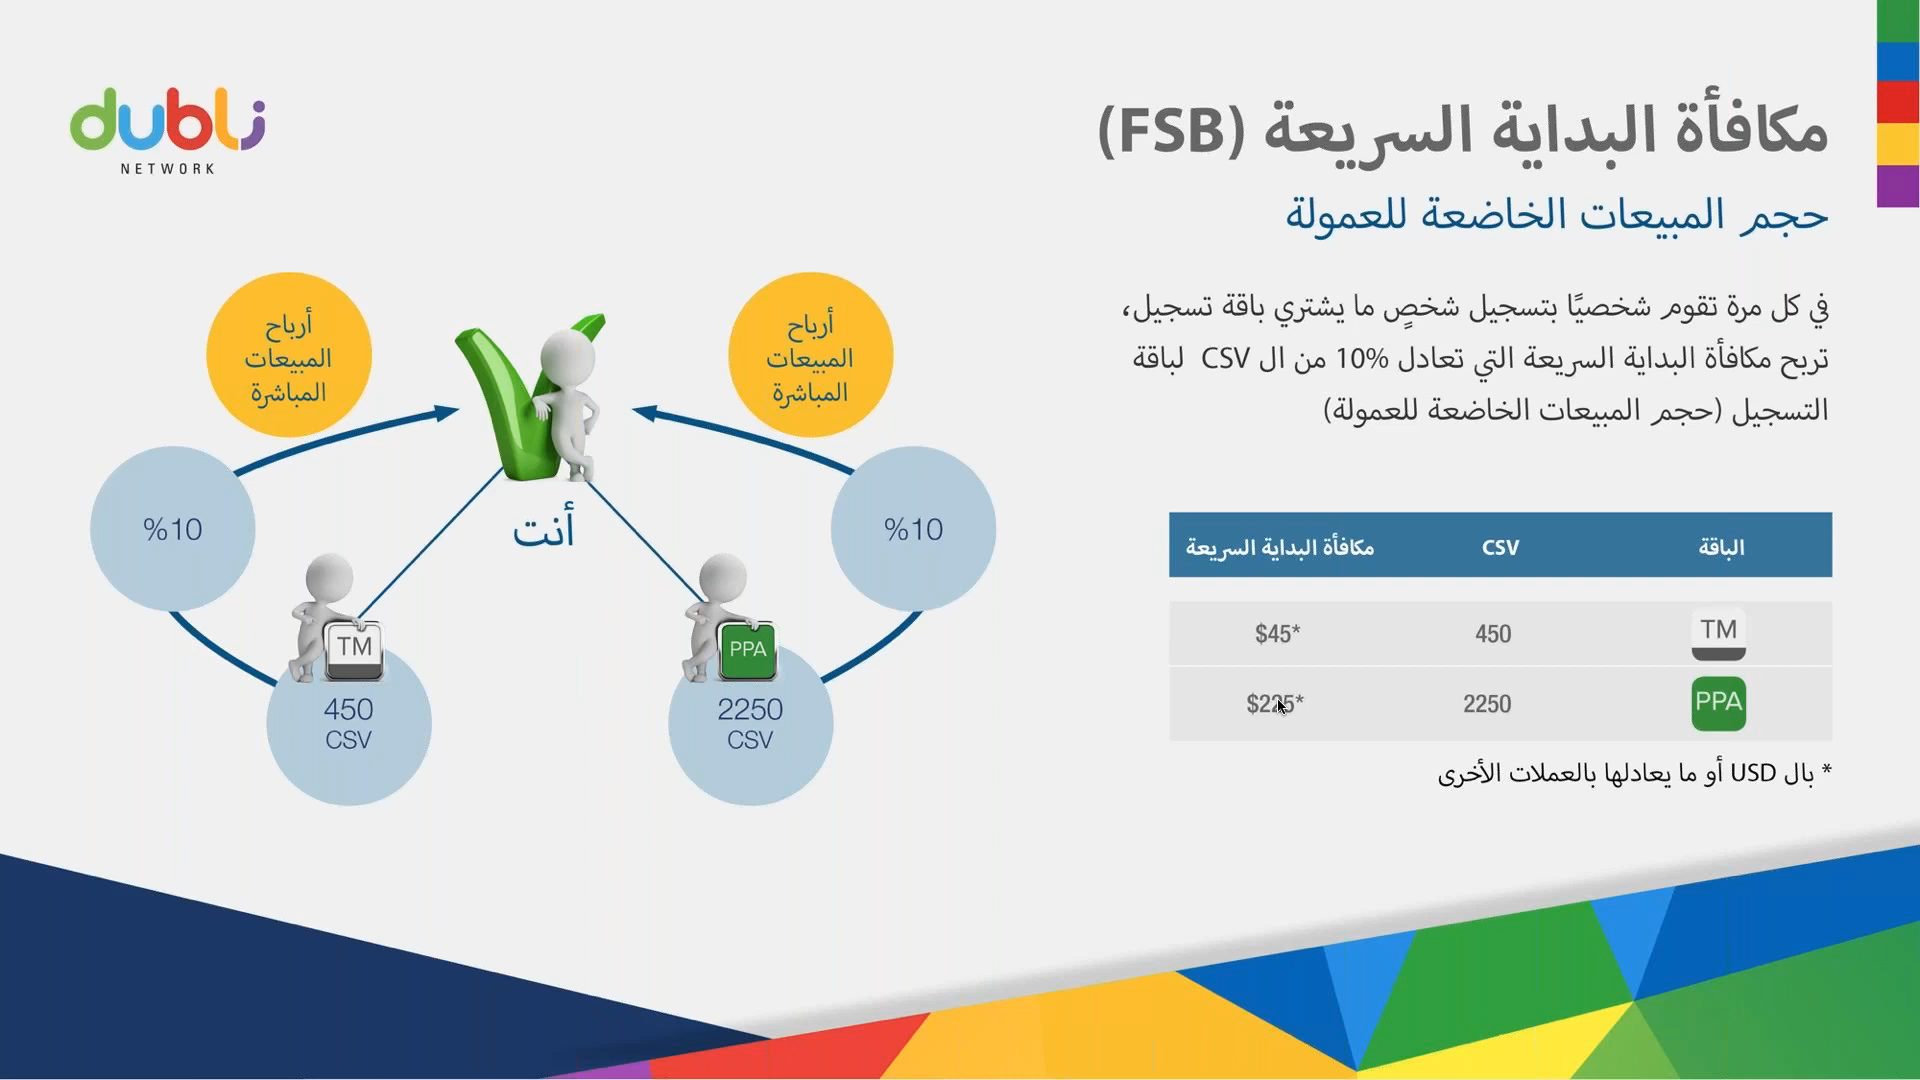 dubli
NETWORK
مكافأة البداية السريعة (FSB)
حجم المبيعات الخاضعة للعمولة
في كل مرة تقوم شخصيًا بتسجيل شخصٍ ما يشتري باقة تسجيل،
تربح مكافأة البداية السريعة التي تعادل 10% من ال CSV لباقة
التسجيل (حجم المبيعات الخاضعة للعمولة)
الباقة CSV مكافأة البداية السريعة
TM 450 $45*
PPA 2250 $225*
* بال USD أو ما يعادلها بالعملات الأخرى
أرباح
المبيعات
المباشرة
أرباح
المبيعات
المباشرة
%10
%10
أنت
TM
PPA
450
CSV
2250
CSV